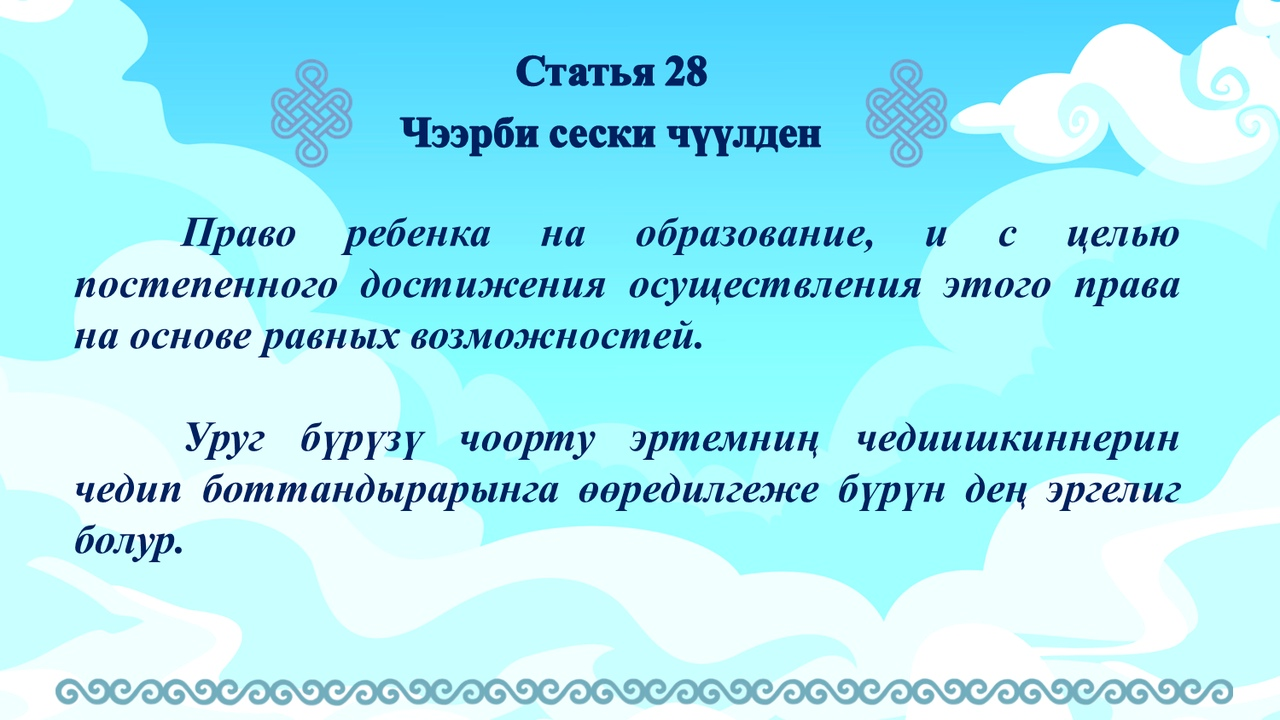 Статья 28
Чээрби сески чүүлден
Право ребенка на образование, и с целью
постепенного достижения осуществления этого права
на основе равных возможностей.
Уруг бүрүзү чоорту эртемниң чедиишкиннерин
чедип боттандырарынга өөредилгеже бүрүн дең эргелиг
болур.